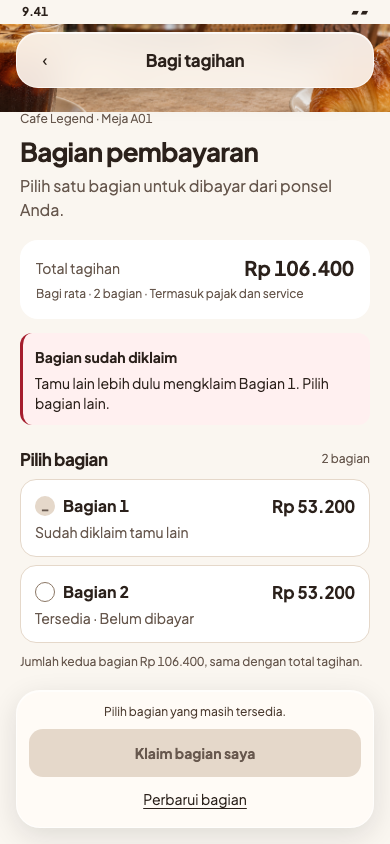 9.41
‹ Bagi tagihan
Cafe Legend · Meja A01
Bagian pembayaran
Pilih satu bagian untuk dibayar dari ponsel
Anda.
Total tagihan Rp 106.400
Bagi rata · 2 bagian · Termasuk pajak dan service
Bagian sudah diklaim
Tamu lain lebih dulu mengklaim Bagian 1. Pilih
bagian lain.
Pilih bagian 2 bagian
Bagian 1 Rp 53.200
Sudah diklaim tamu lain
Bagian 2 Rp 53.200
Tersedia · Belum dibayar
Jumlah kedua bagian Rp 106.400, sama dengan total tagihan.
Pilih bagian yang masih tersedia.
Klaim bagian saya
Perbarui bagian